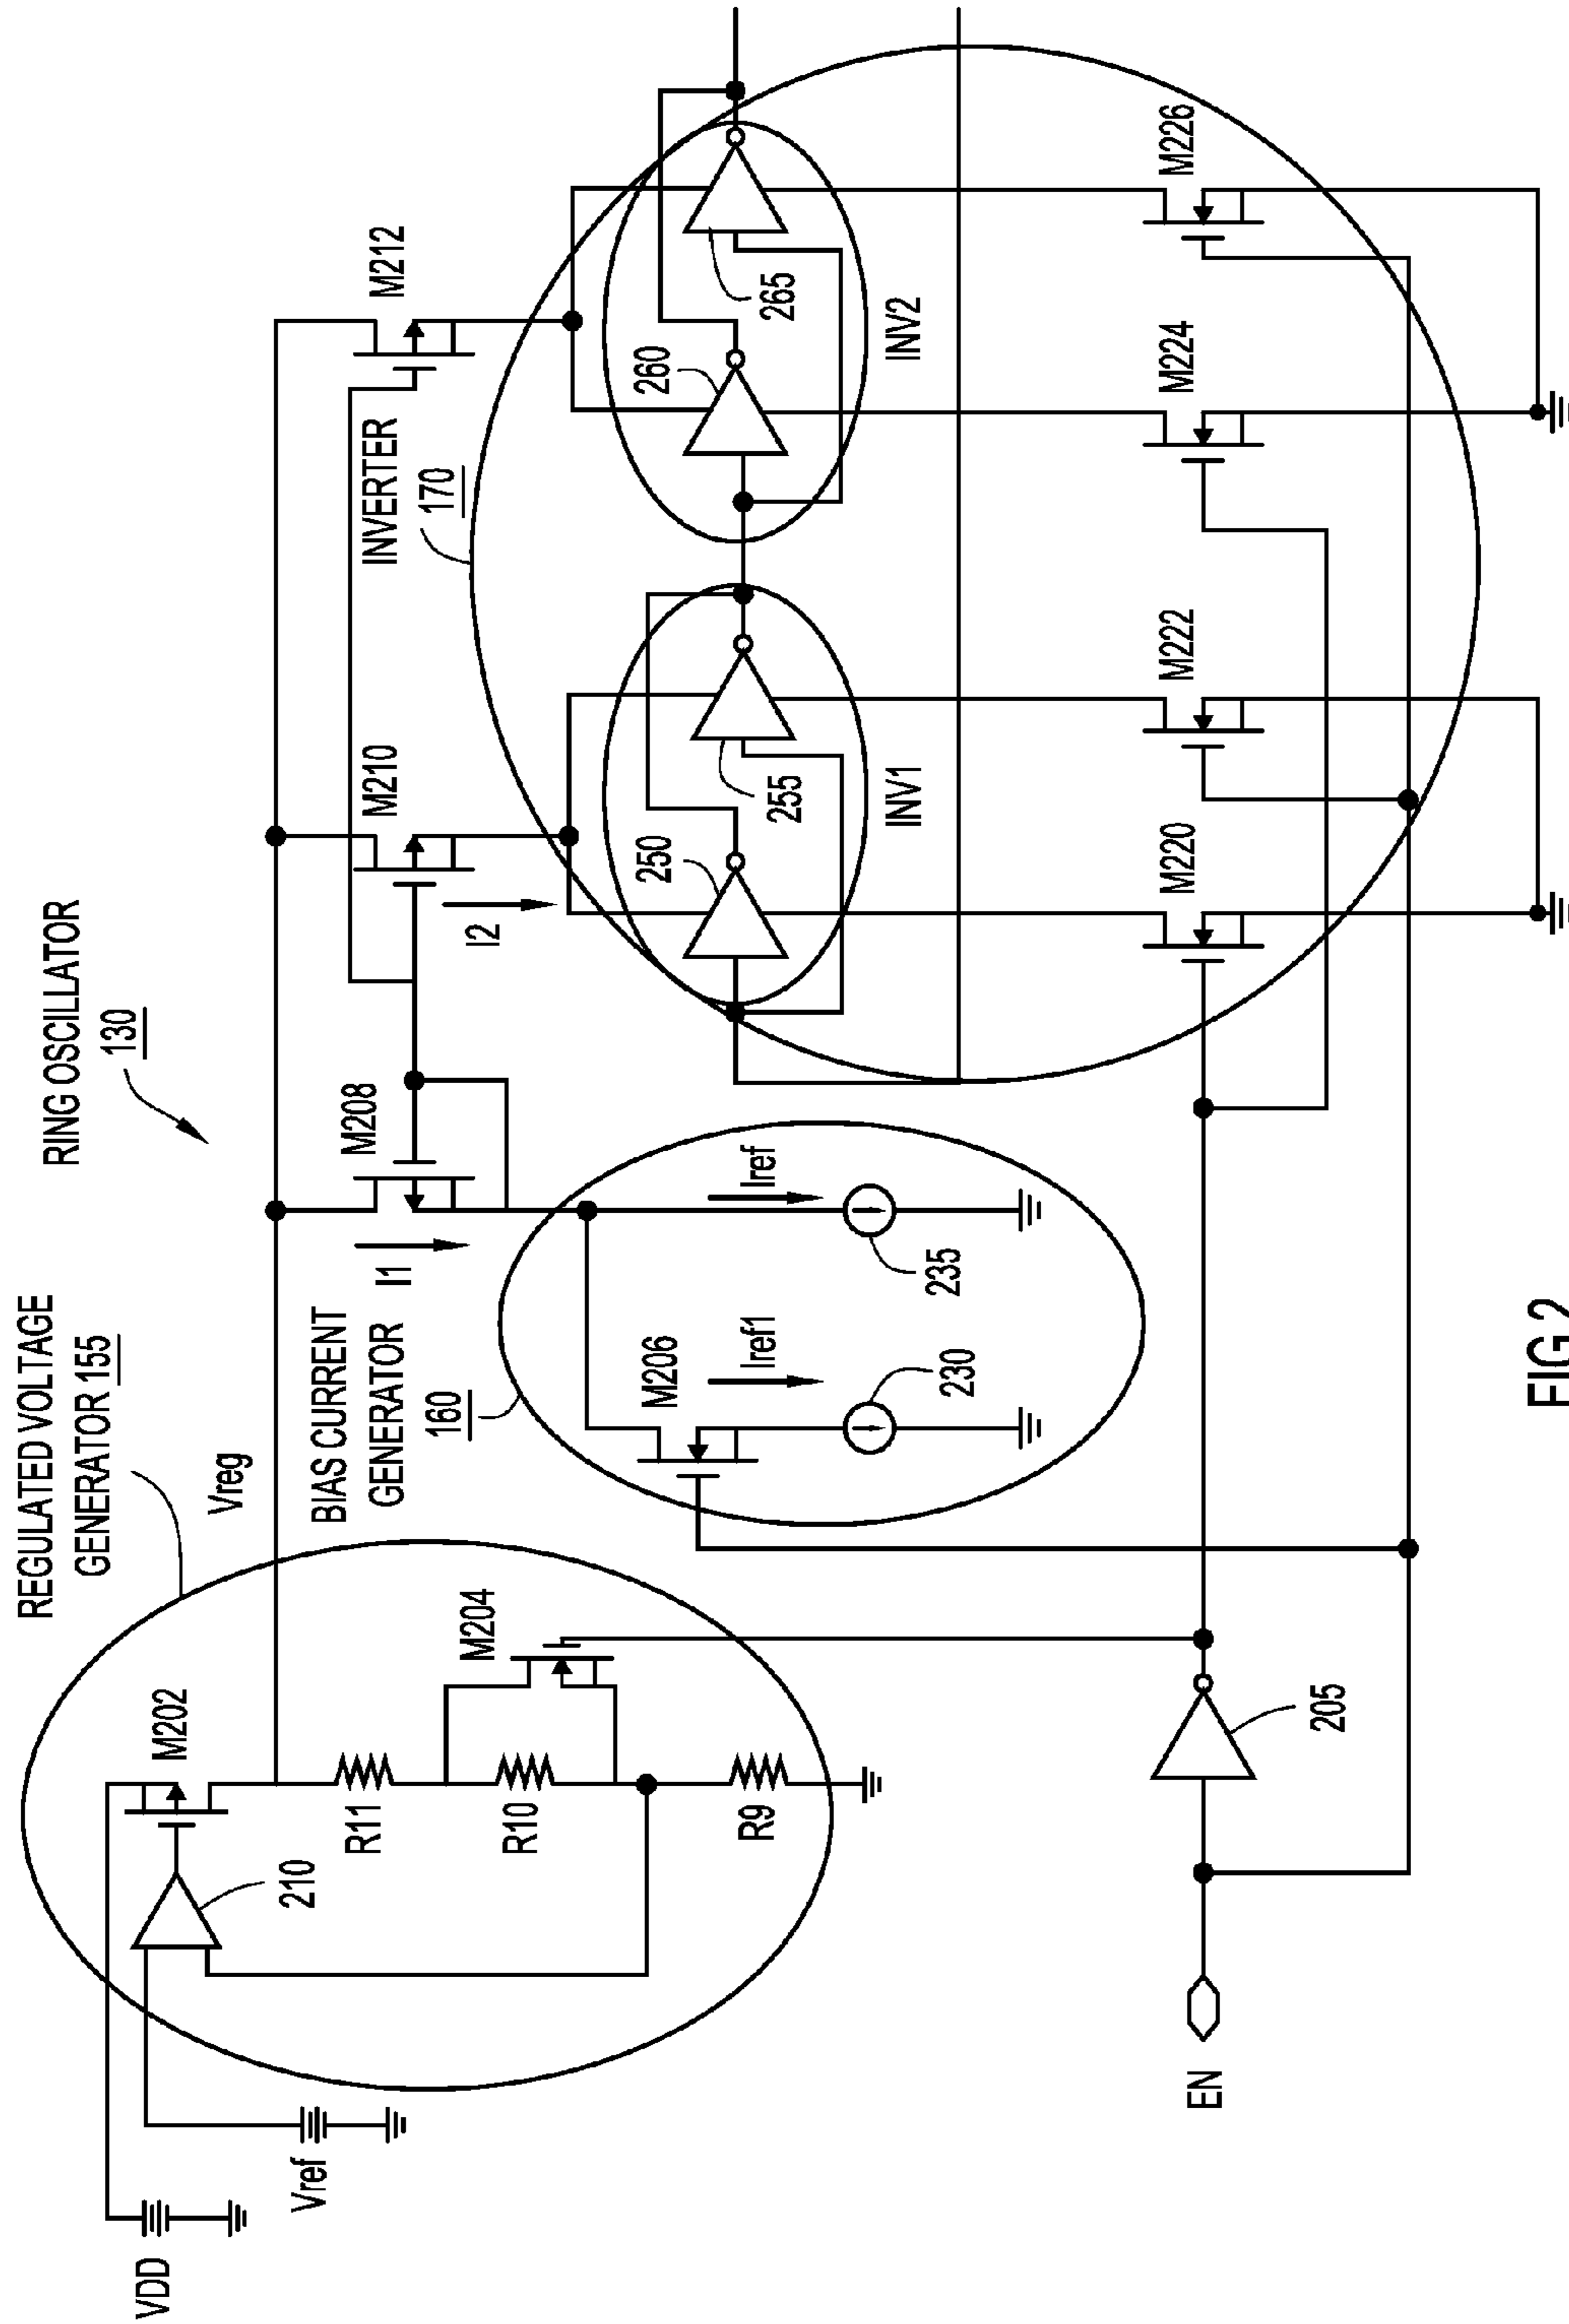 RING OSCILLATOR
130
REGULATED VOLTAGE
GENERATOR 155
Vreg
VDD
Vref
210
M202
R11
R10
R9
M204
BIAS CURRENT
GENERATOR
160
M206
Iref1
230
Iref
235
I1
M208
I2
M210
M212
INVERTER
170
250
255
INV1
260
265
INV2
M220
M222
M224
M226
EN
205
FIG.2